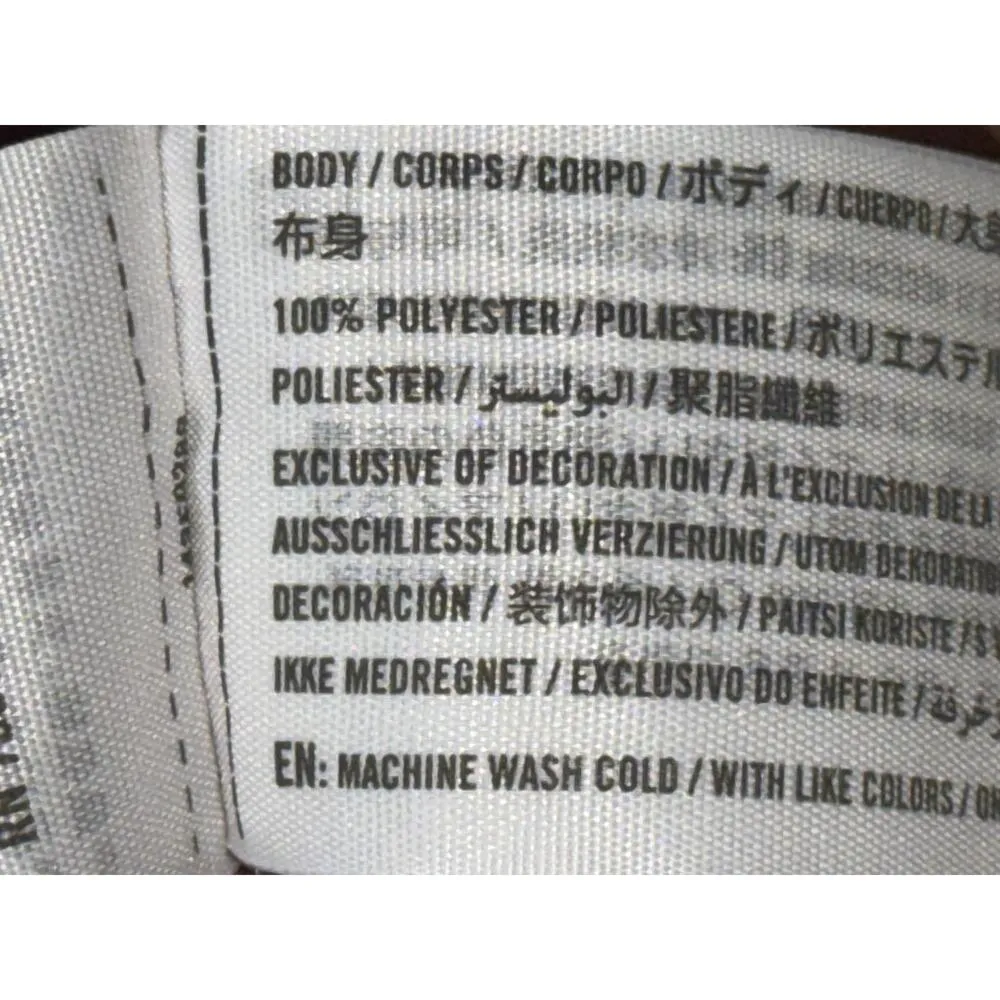 BODY / CORPS / CORPO / ボディ / CUERPO / 大
布身
100% POLYESTER / POLIESTERE / ポリエステル
POLIESTER / البوليستر / 聚脂纖維
EXCLUSIVE OF DECORATION / À L'EXCLUSION DE LA
AUSSCHLIESSLICH VERZIERUNG / UTOM DEKORATION
DECORACIÓN / 装饰物除外 / PAITSI KORISTE / S
IKKE MEDREGNET / EXCLUSIVO DO ENFEITE /
EN: MACHINE WASH COLD / WITH LIKE COLORS /
RN